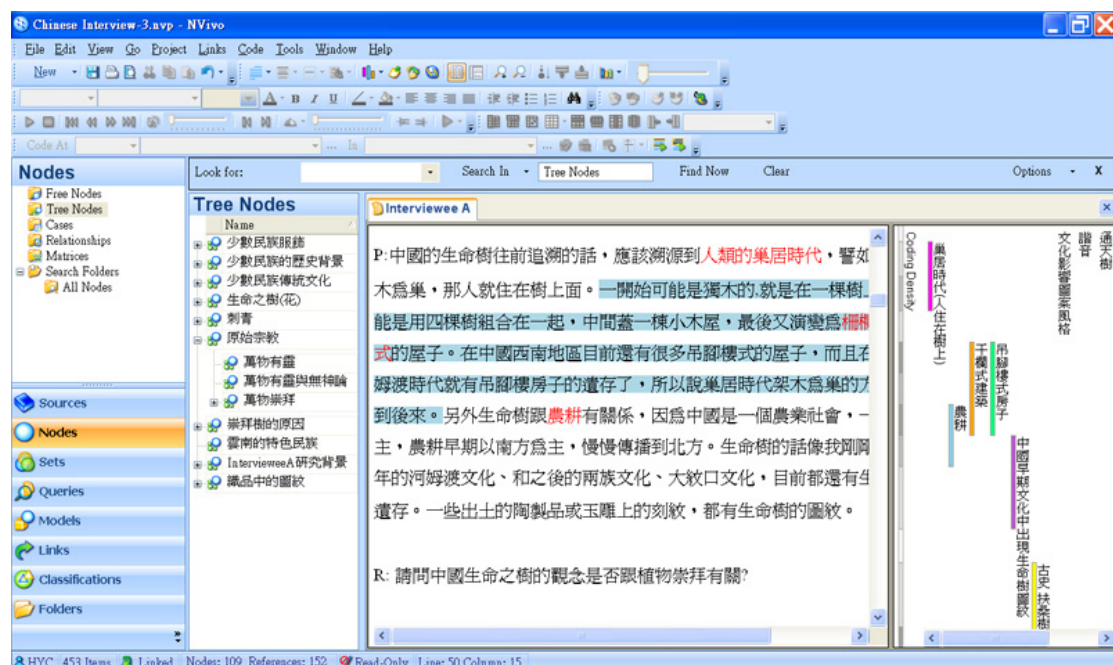 Chinese Interview-3.nvp - NVivo
File Edit View Go Project Links Code Tools Window Help
New
Code At In
Nodes
Free Nodes
Tree Nodes
Cases
Relationships
Matrices
Search Folders
All Nodes
Sources
Nodes
Sets
Queries
Models
Links
Classifications
Folders
Look for: Search In Tree Nodes Find Now Clear Options X
Tree Nodes
Name
少數民族服飾
少數民族的歷史背景
少數民族傳統文化
生命之樹(花)
刺青
原始宗教
萬物有靈
萬物有靈與無神論
萬物崇拜
崇拜樹的原因
雲南的特色民族
IntervieweeA研究背景
織品中的圖紋
Interviewee A
P:中國的生命樹往前追溯的話，應該溯源到人類的巢居時代，譬如
木爲巢，那人就住在樹上面。一開始可能是獨木的.就是在一棵樹上
能是用四棵樹組合在一起，中間蓋一棟小木屋，最後又演變爲柵欄
式的屋子。在中國西南地區目前還有很多吊腳樓式的屋子，而且在
姆渡時代就有吊腳樓房子的遺存了，所以說巢居時代架木爲巢的方
到後來。另外生命樹跟農耕有關係，因爲中國是一個農業社會，一
主，農耕早期以南方爲主，慢慢傳播到北方。生命樹的話像我剛剛
年的河姆渡文化、和之後的兩族文化、大紋口文化，目前都還有生
遺存。一些出土的陶製品或玉雕上的刻紋，都有生命樹的圖紋。
R: 請問中國生命之樹的觀念是否跟植物崇拜有關?
Coding Density
巢居時代(人住在樹上)
農耕
干欄式建築
吊腳樓式房子
中國早期文化中出現生命樹圖紋
古史 扶桑樹
文化影響圖案風格
諧音
通天樹
HYC 453 Items Linked Nodes: 109 References: 152 Read-Only Line: 50 Column: 15